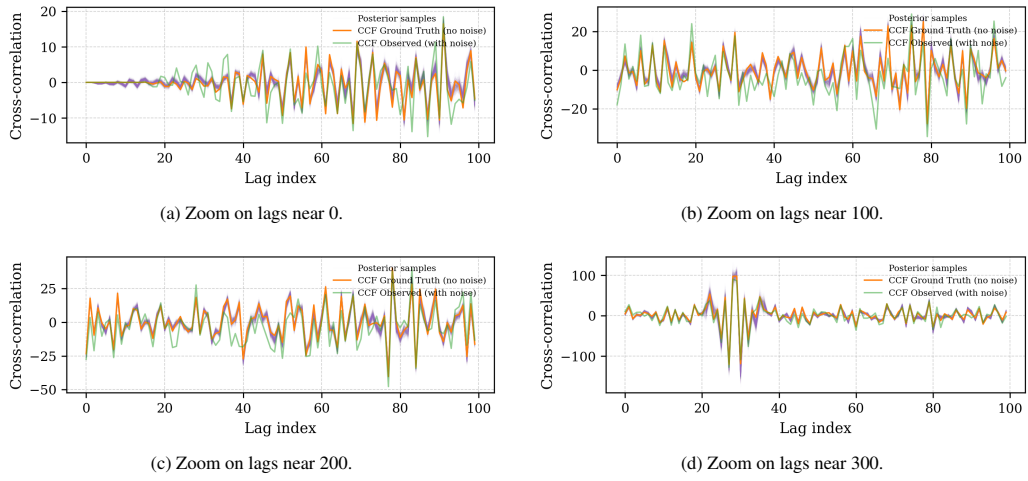 20
10
0
−10
0
20
40
60
80
100
Cross-correlation
Lag index
Posterior samples
CCF Ground Truth (no noise)
CCF Observed (with noise)
(a) Zoom on lags near 0.
20
0
−20
0
20
40
60
80
100
Cross-correlation
Lag index
Posterior samples
CCF Ground Truth (no noise)
CCF Observed (with noise)
(b) Zoom on lags near 100.
25
0
−25
−50
0
20
40
60
80
100
Cross-correlation
Lag index
Posterior samples
CCF Ground Truth (no noise)
CCF Observed (with noise)
(c) Zoom on lags near 200.
100
0
−100
0
20
40
60
80
100
Cross-correlation
Lag index
Posterior samples
CCF Ground Truth (no noise)
CCF Observed (with noise)
(d) Zoom on lags near 300.